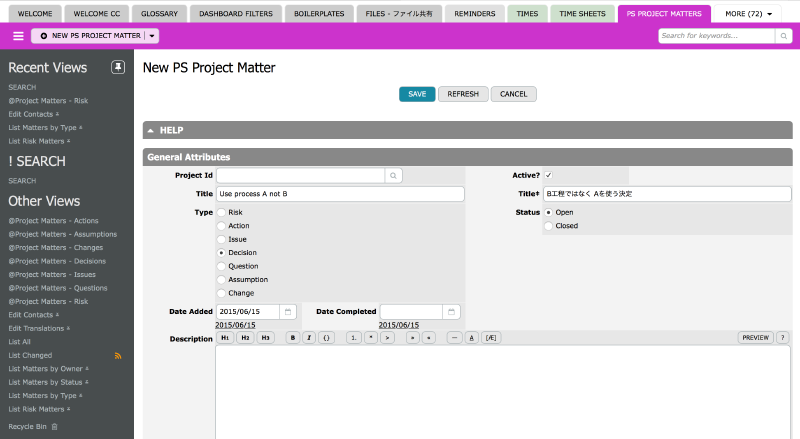 WELCOME
WELCOME CC
GLOSSARY
DASHBOARD FILTERS
BOILERPLATES
FILES - ファイル共有
REMINDERS
TIMES
TIME SHEETS
PS PROJECT MATTERS
MORE (72)
NEW PS PROJECT MATTER
Search for keywords...
Recent Views
SEARCH
@Project Matters - Risk
Edit Contacts
List Matters by Type
List Risk Matters
! SEARCH
SEARCH
Other Views
@Project Matters - Actions
@Project Matters - Assumptions
@Project Matters - Changes
@Project Matters - Decisions
@Project Matters - Issues
@Project Matters - Questions
@Project Matters - Risk
Edit Contacts
Edit Translations
List All
List Changed
List Matters by Owner
List Matters by Status
List Matters by Type
List Risk Matters
Recycle Bin
New PS Project Matter
SAVE REFRESH CANCEL
HELP
General Attributes
Project Id
Active?
Title Use process A not B
Title‡ B工程ではなく Aを使う決定
Type
Risk
Action
Issue
Decision
Question
Assumption
Change
Status
Open
Closed
Date Added 2015/06/15
2015/06/15
Date Completed
2015/06/15
Description
H1 H2 H3 B I {} 1. * > » « — A [Æ] PREVIEW ?